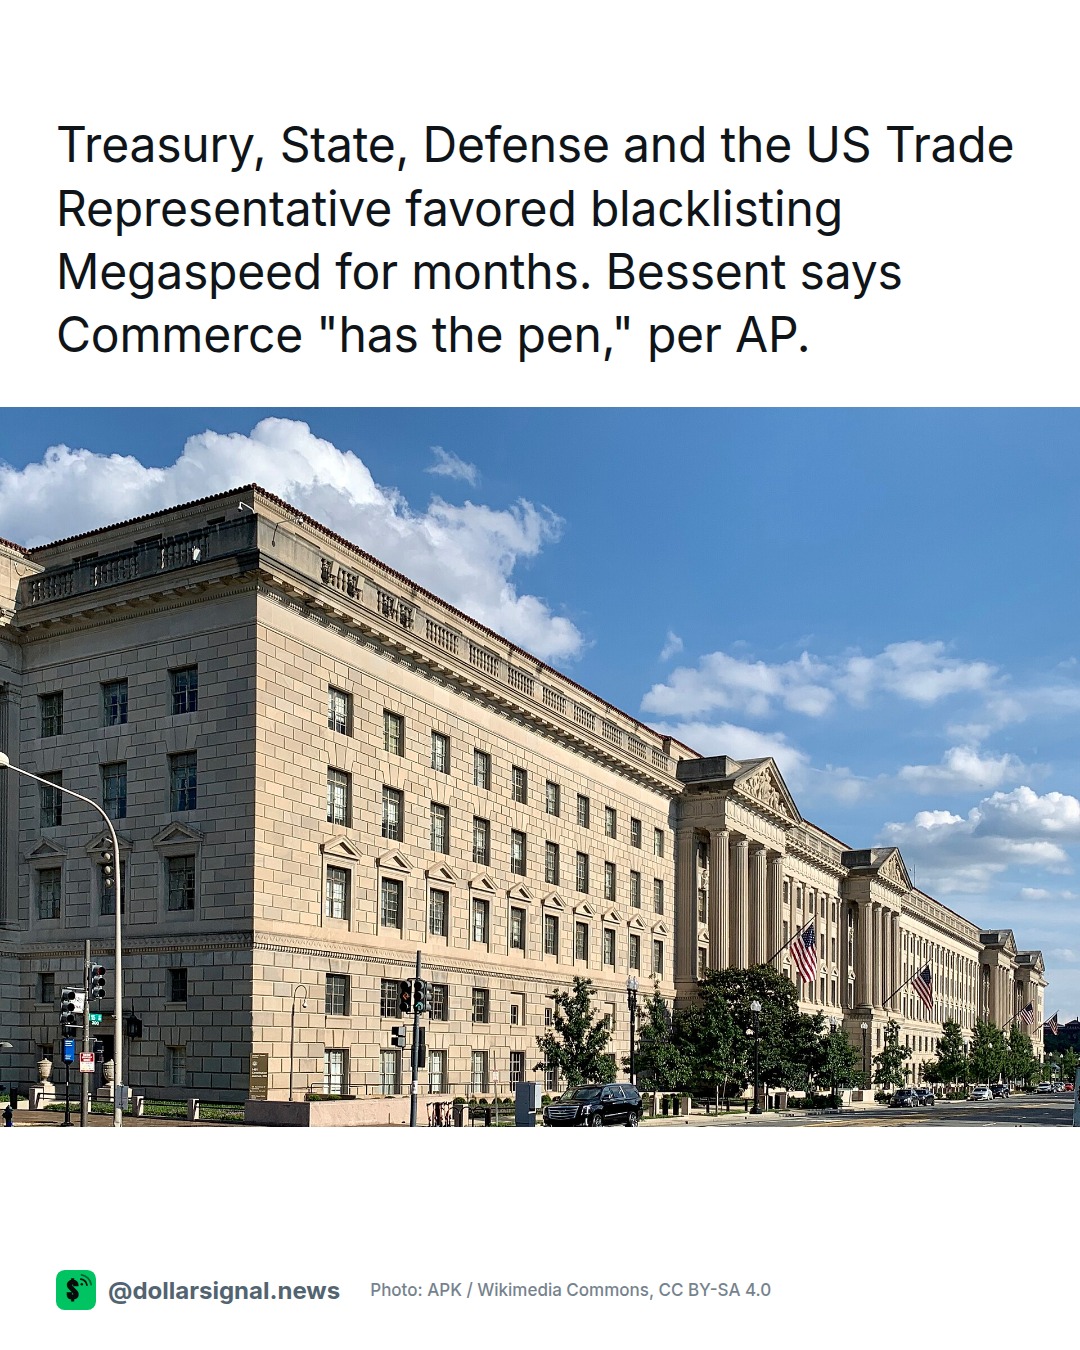 Treasury, State, Defense and the US Trade
Representative favored blacklisting
Megaspeed for months. Bessent says
Commerce "has the pen," per AP.
@dollarsignal.news
Photo: APK / Wikimedia Commons, CC BY-SA 4.0